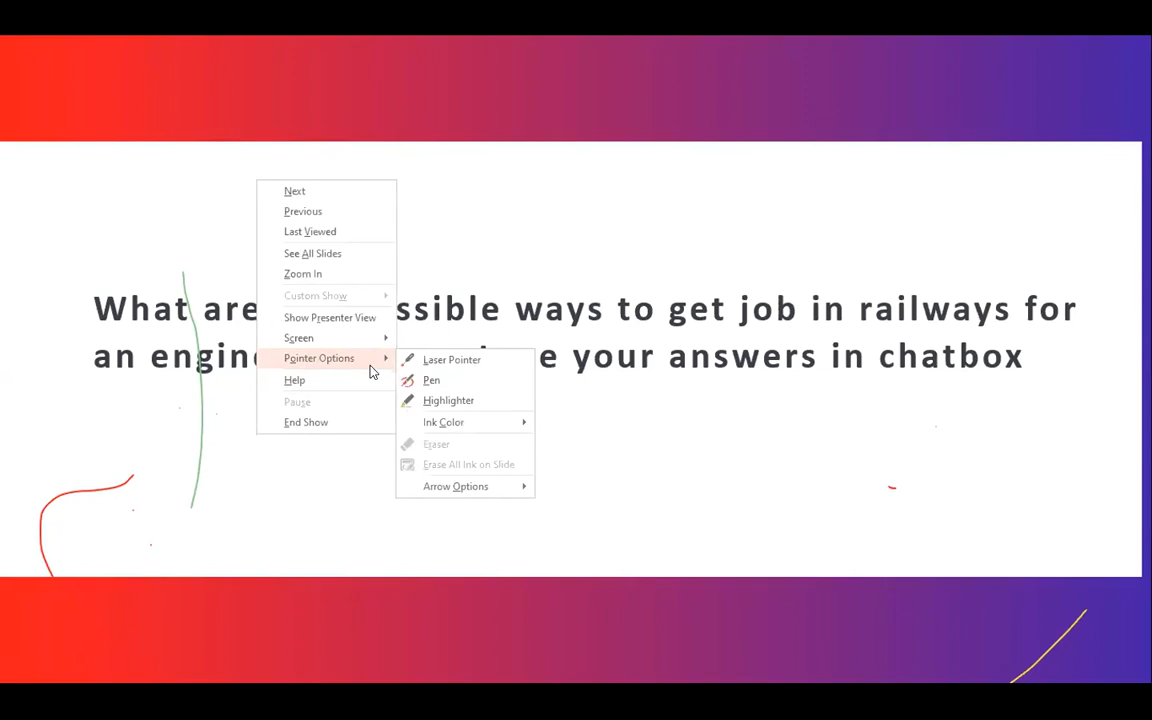 Next
Previous
Last Viewed
See All Slides
Zoom In
Custom Show
Show Presenter View
Screen
Pointer Options
Help
Pause
End Show
Laser Pointer
Pen
Highlighter
Ink Color
Eraser
Erase All Ink on Slide
Arrow Options
What are ssible ways to get job in railways for
an engin e your answers in chatbox